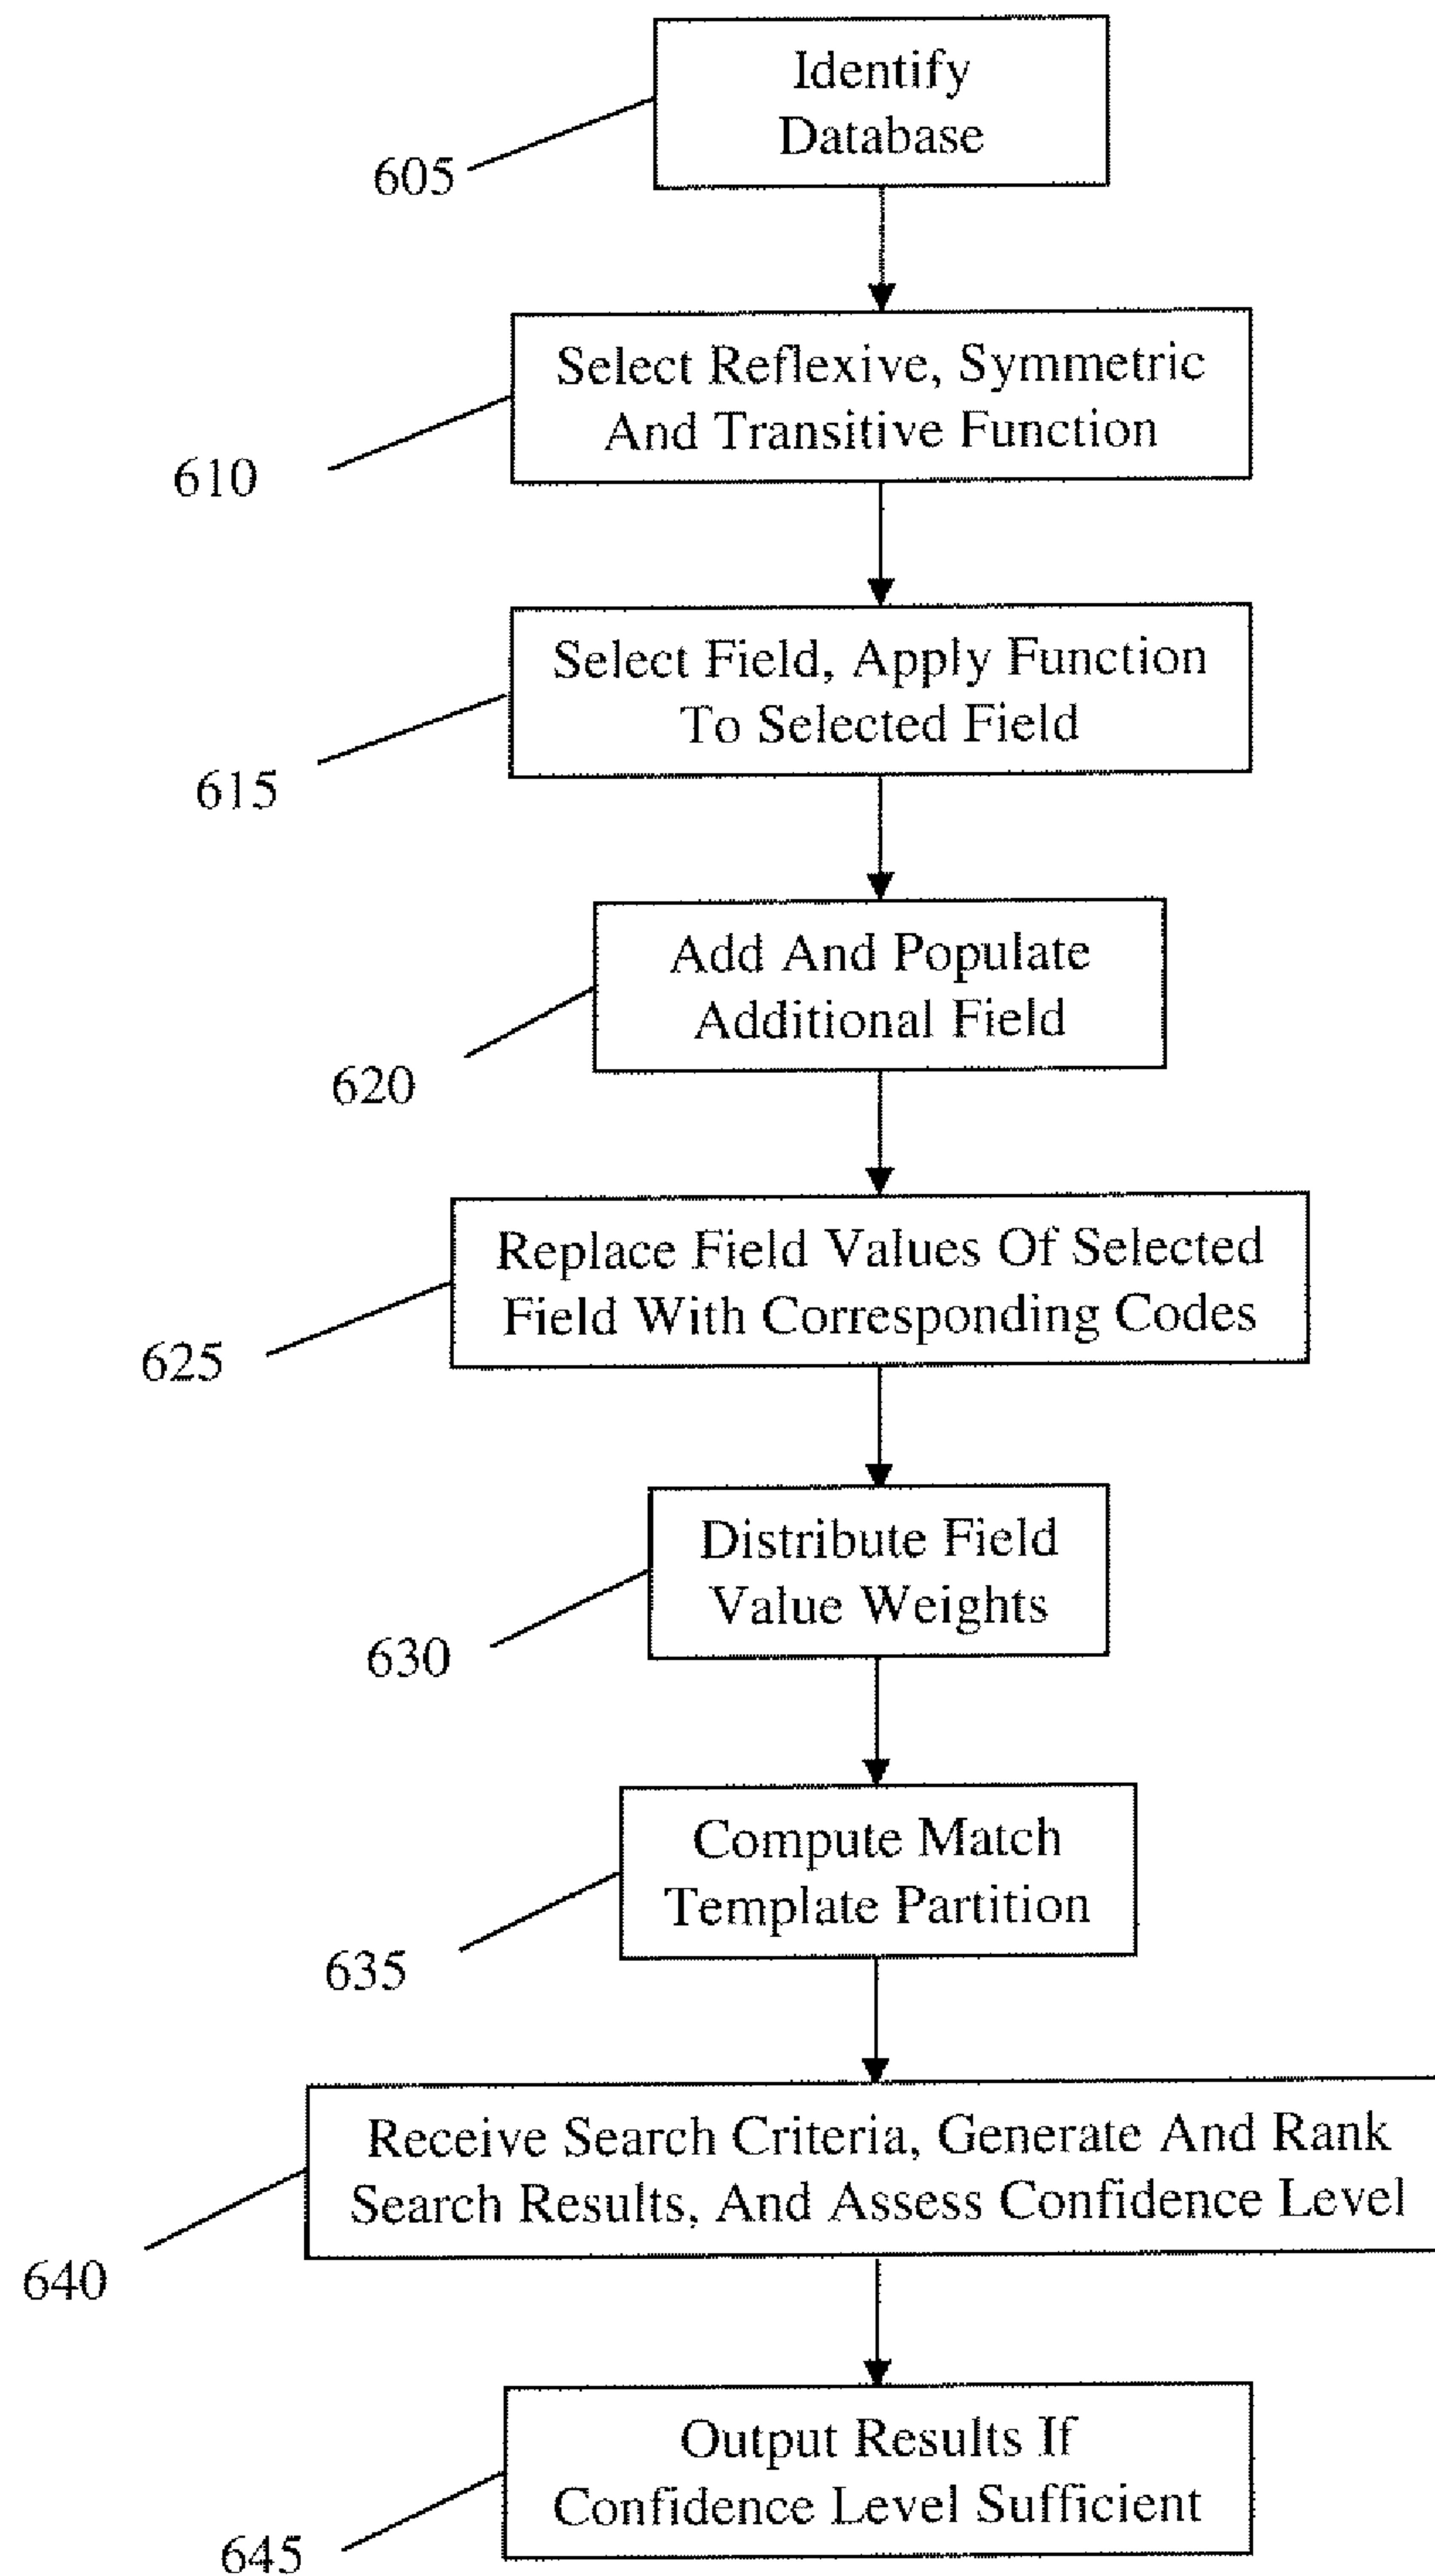 Identify
Database
605
Select Reflexive, Symmetric
And Transitive Function
610
Select Field, Apply Function
To Selected Field
615
Add And Populate
Additional Field
620
Replace Field Values Of Selected
Field With Corresponding Codes
625
Distribute Field
Value Weights
630
Compute Match
Template Partition
635
Receive Search Criteria, Generate And Rank
Search Results, And Assess Confidence Level
640
Output Results If
Confidence Level Sufficient
645